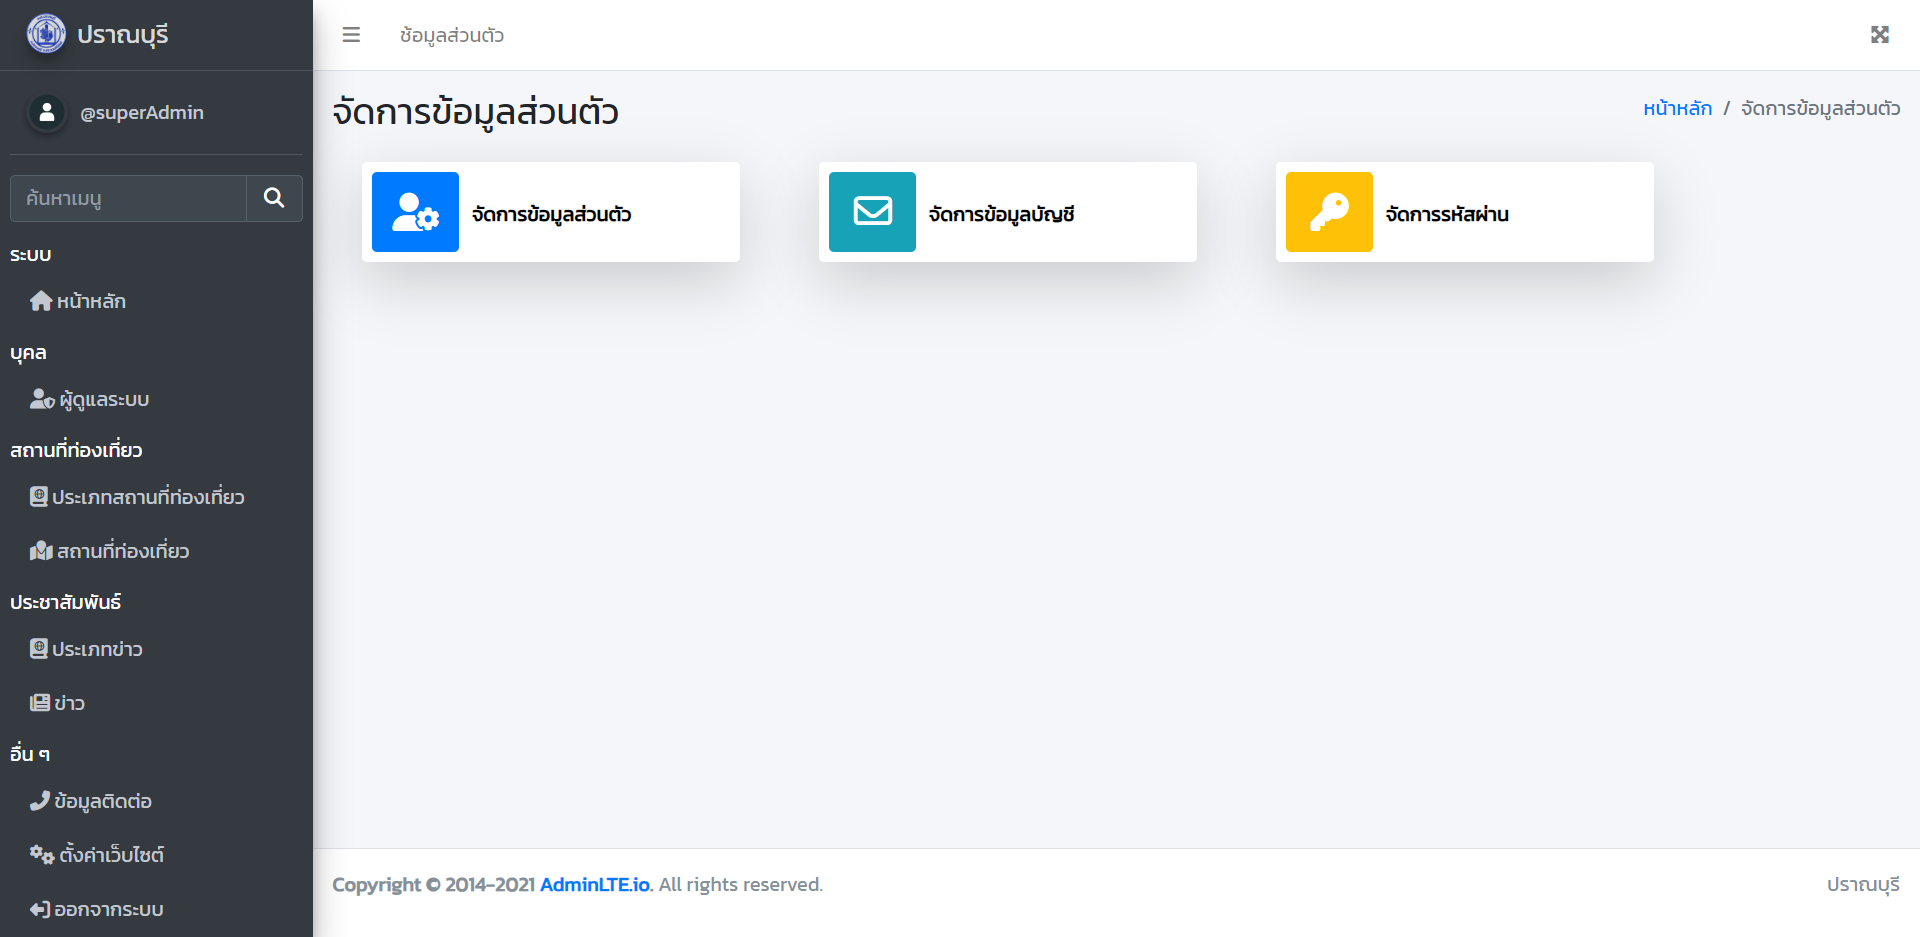 ปราณบุรี
@superAdmin
ค้นหาเมนู
ระบบ
หน้าหลัก
บุคล
ผู้ดูแลระบบ
สถานที่ท่องเที่ยว
ประเภทสถานที่ท่องเที่ยว
สถานที่ท่องเที่ยว
ประชาสัมพันธ์
ประเภทข่าว
ข่าว
อื่น ๆ
ข้อมูลติดต่อ
ตั้งค่าเว็บไซต์
ออกจากระบบ
ช้อมูลส่วนตัว
จัดการข้อมูลส่วนตัว
หน้าหลัก / จัดการข้อมูลส่วนตัว
จัดการข้อมูลส่วนตัว
จัดการข้อมูลบัญชี
จัดการรหัสผ่าน
Copyright © 2014-2021 AdminLTE.io. All rights reserved.
ปราณบุรี